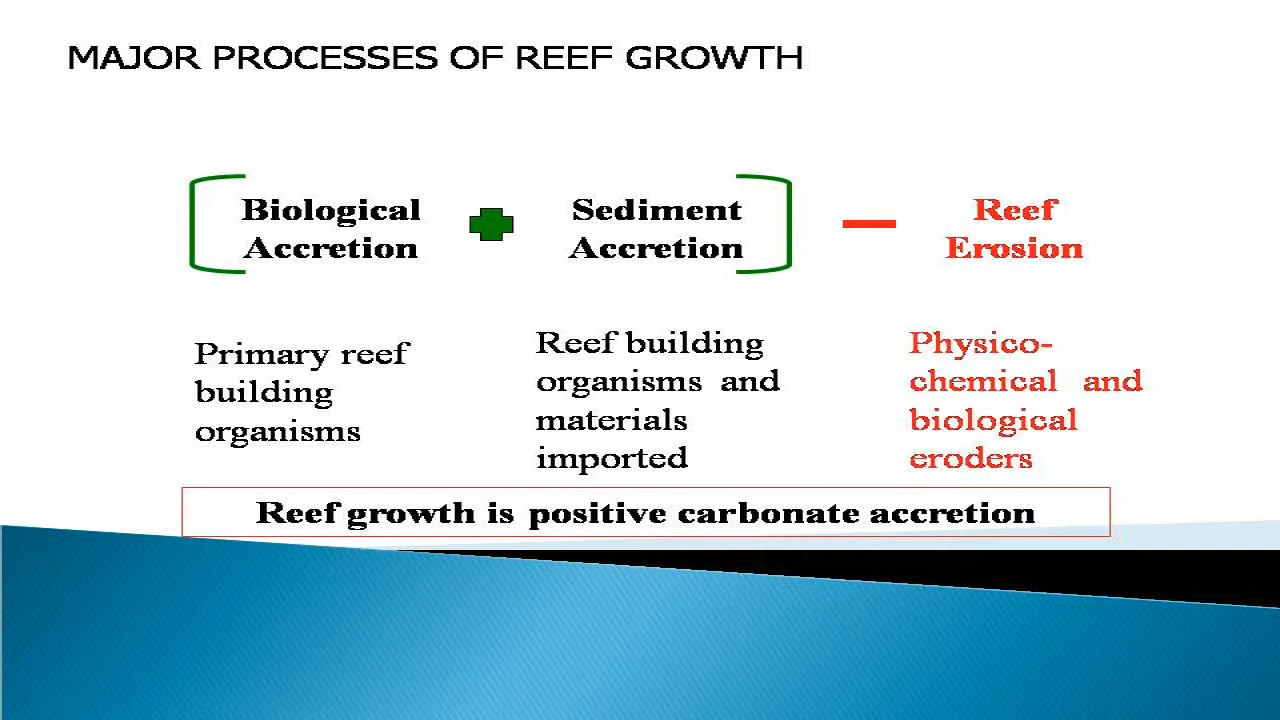 MAJOR PROCESSES OF REEF GROWTH
Biological
Accretion
Sediment
Accretion
Reef
Erosion
Primary reef
building
organisms
Reef building
organisms and
materials
imported
Physico-
chemical and
biological
eroders
Reef growth is positive carbonate accretion